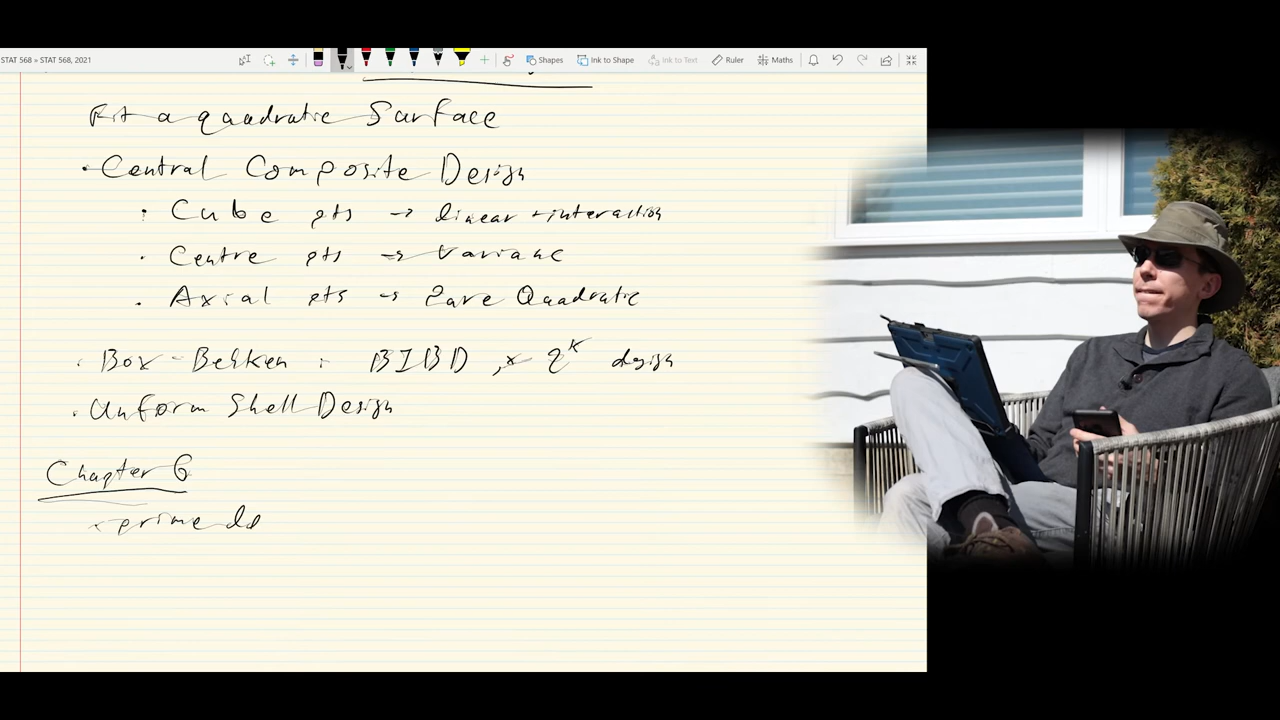 STAT 568 » STAT 568, 2021
Shapes Ink to Shape Ink to Text Ruler Maths
Fit a quadratic Surface
· Central Composite Design
· Cube pts → linear + interaction
· Centre pts → Variance
· Axial pts → Pure Quadratic
· Box-Behken : BIBD, × 2^k design
· Uniform Shell Design
Chapter 6
prime